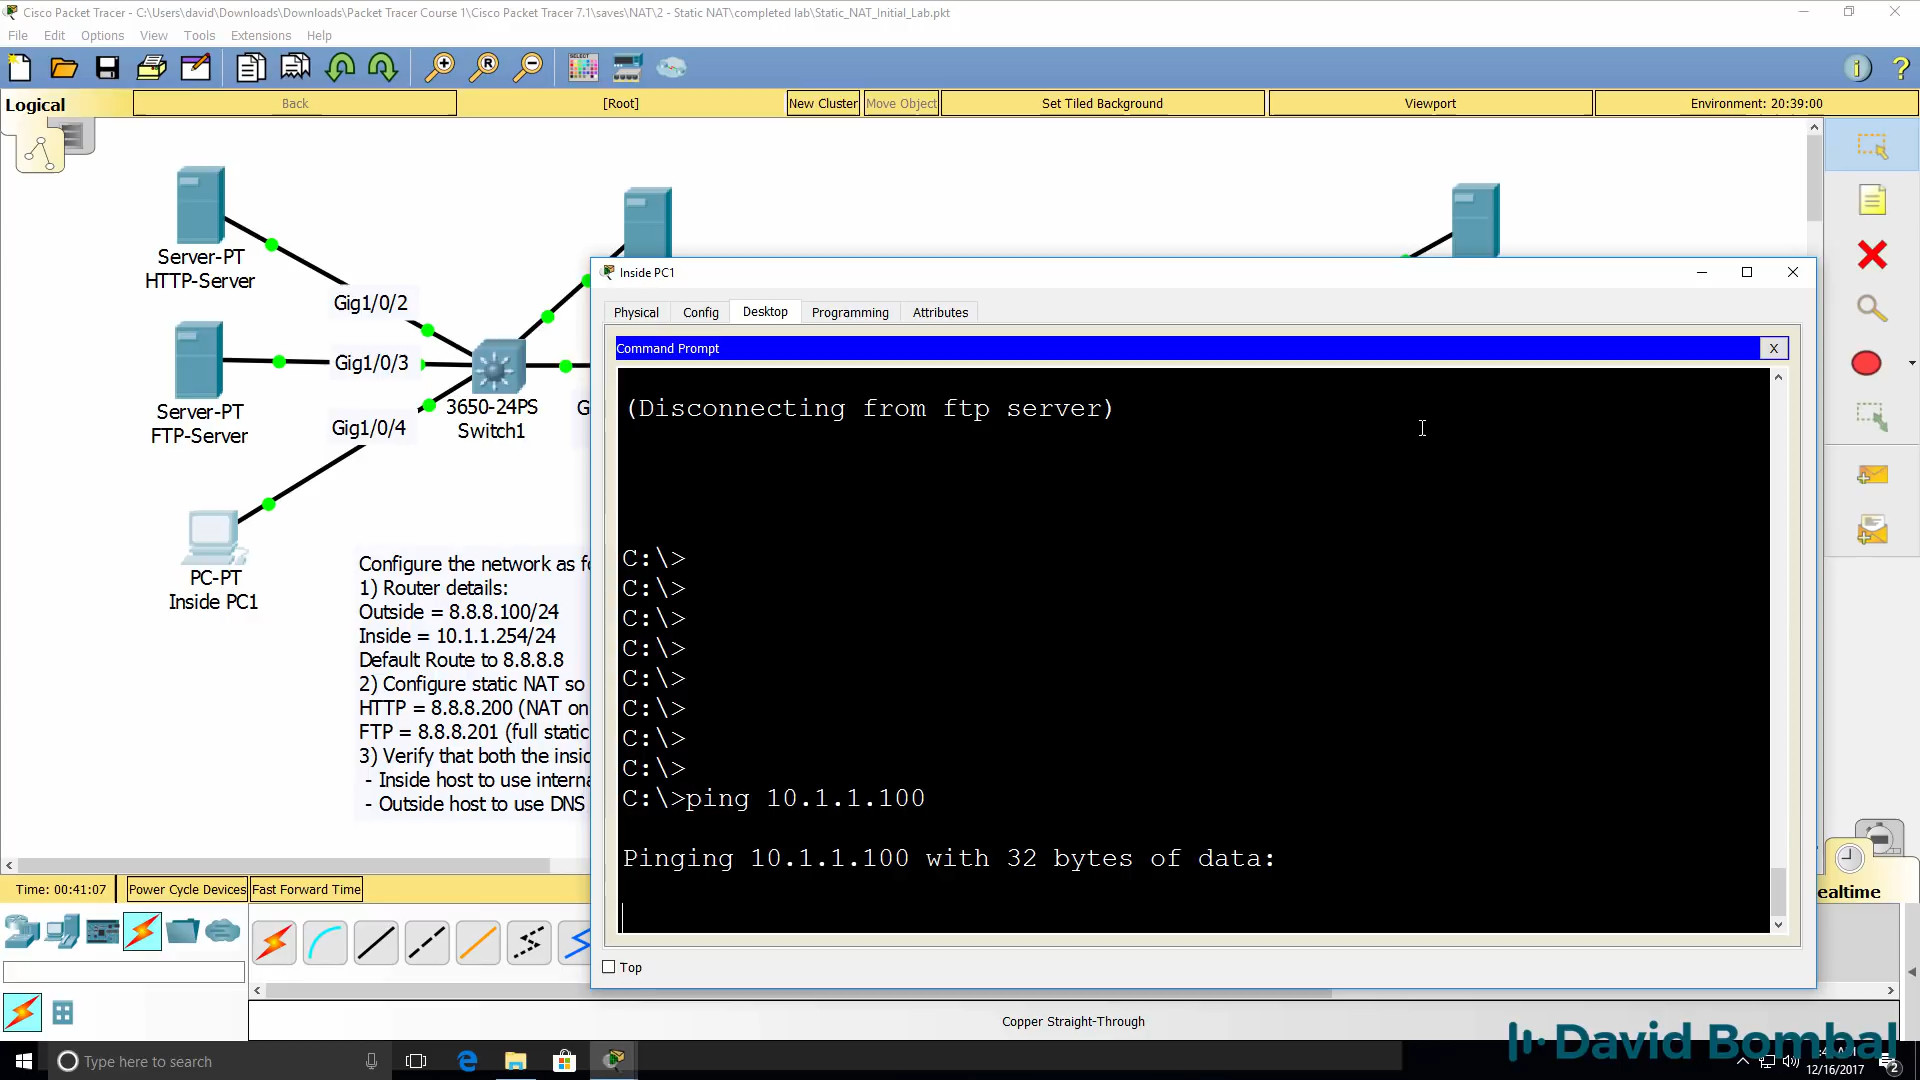 Cisco Packet Tracer - C:\Users\david\Downloads\Downloads\Packet Tracer Course 1\Cisco Packet Tracer 7.1\saves\NAT\2 - Static NAT\completed lab\Static_NAT_Initial_Lab.pkt
File Edit Options View Tools Extensions Help
Logical
Back
[Root]
New Cluster
Move Object
Set Tiled Background
Viewport
Environment: 20:39:00
Server-PT
HTTP-Server
Gig1/0/2
Server-PT
FTP-Server
Gig1/0/3
Gig1/0/4
3650-24PS
Switch1
G
PC-PT
Inside PC1
Configure the network as fo
1) Router details:
Outside = 8.8.8.100/24
Inside = 10.1.1.254/24
Default Route to 8.8.8.8
2) Configure static NAT so
HTTP = 8.8.8.200 (NAT on
FTP = 8.8.8.201 (full static
3) Verify that both the insid
- Inside host to use interna
- Outside host to use DNS
Inside PC1
Physical Config Desktop Programming Attributes
Command Prompt
X
(Disconnecting from ftp server)
C:\>
C:\>
C:\>
C:\>
C:\>
C:\>
C:\>
C:\>
C:\>ping 10.1.1.100
Pinging 10.1.1.100 with 32 bytes of data:
Top
Time: 00:41:07
Power Cycle Devices
Fast Forward Time
ealtime
Copper Straight-Through
Type here to search
David Bombal
12/16/2017
2